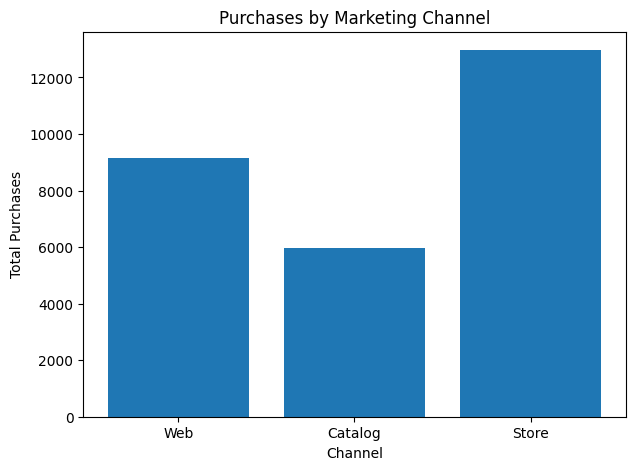 Purchases by Marketing Channel
Total Purchases
12000
10000
8000
6000
4000
2000
0
Web Catalog Store
Channel